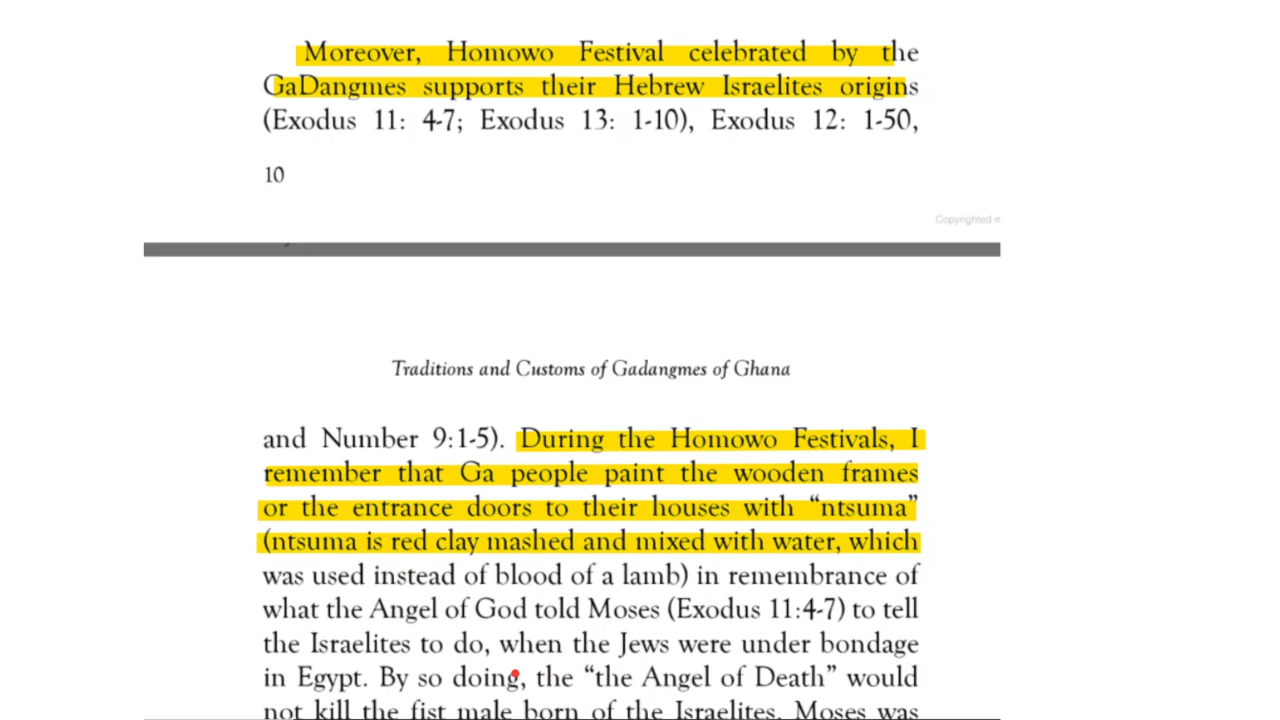 Moreover, Homowo Festival celebrated by the
GaDangmes supports their Hebrew Israelites origins
(Exodus 11: 4-7; Exodus 13: 1-10), Exodus 12: 1-50,
10
Copyrighted
Traditions and Customs of Gadangmes of Ghana
and Number 9:1-5). During the Homowo Festivals, I
remember that Ga people paint the wooden frames
or the entrance doors to their houses with “ntsuma”
(ntsuma is red clay mashed and mixed with water, which
was used instead of blood of a lamb) in remembrance of
what the Angel of God told Moses (Exodus 11:4-7) to tell
the Israelites to do, when the Jews were under bondage
in Egypt. By so doing, the “the Angel of Death” would
not kill the fist male born of the Israelites. Moses was